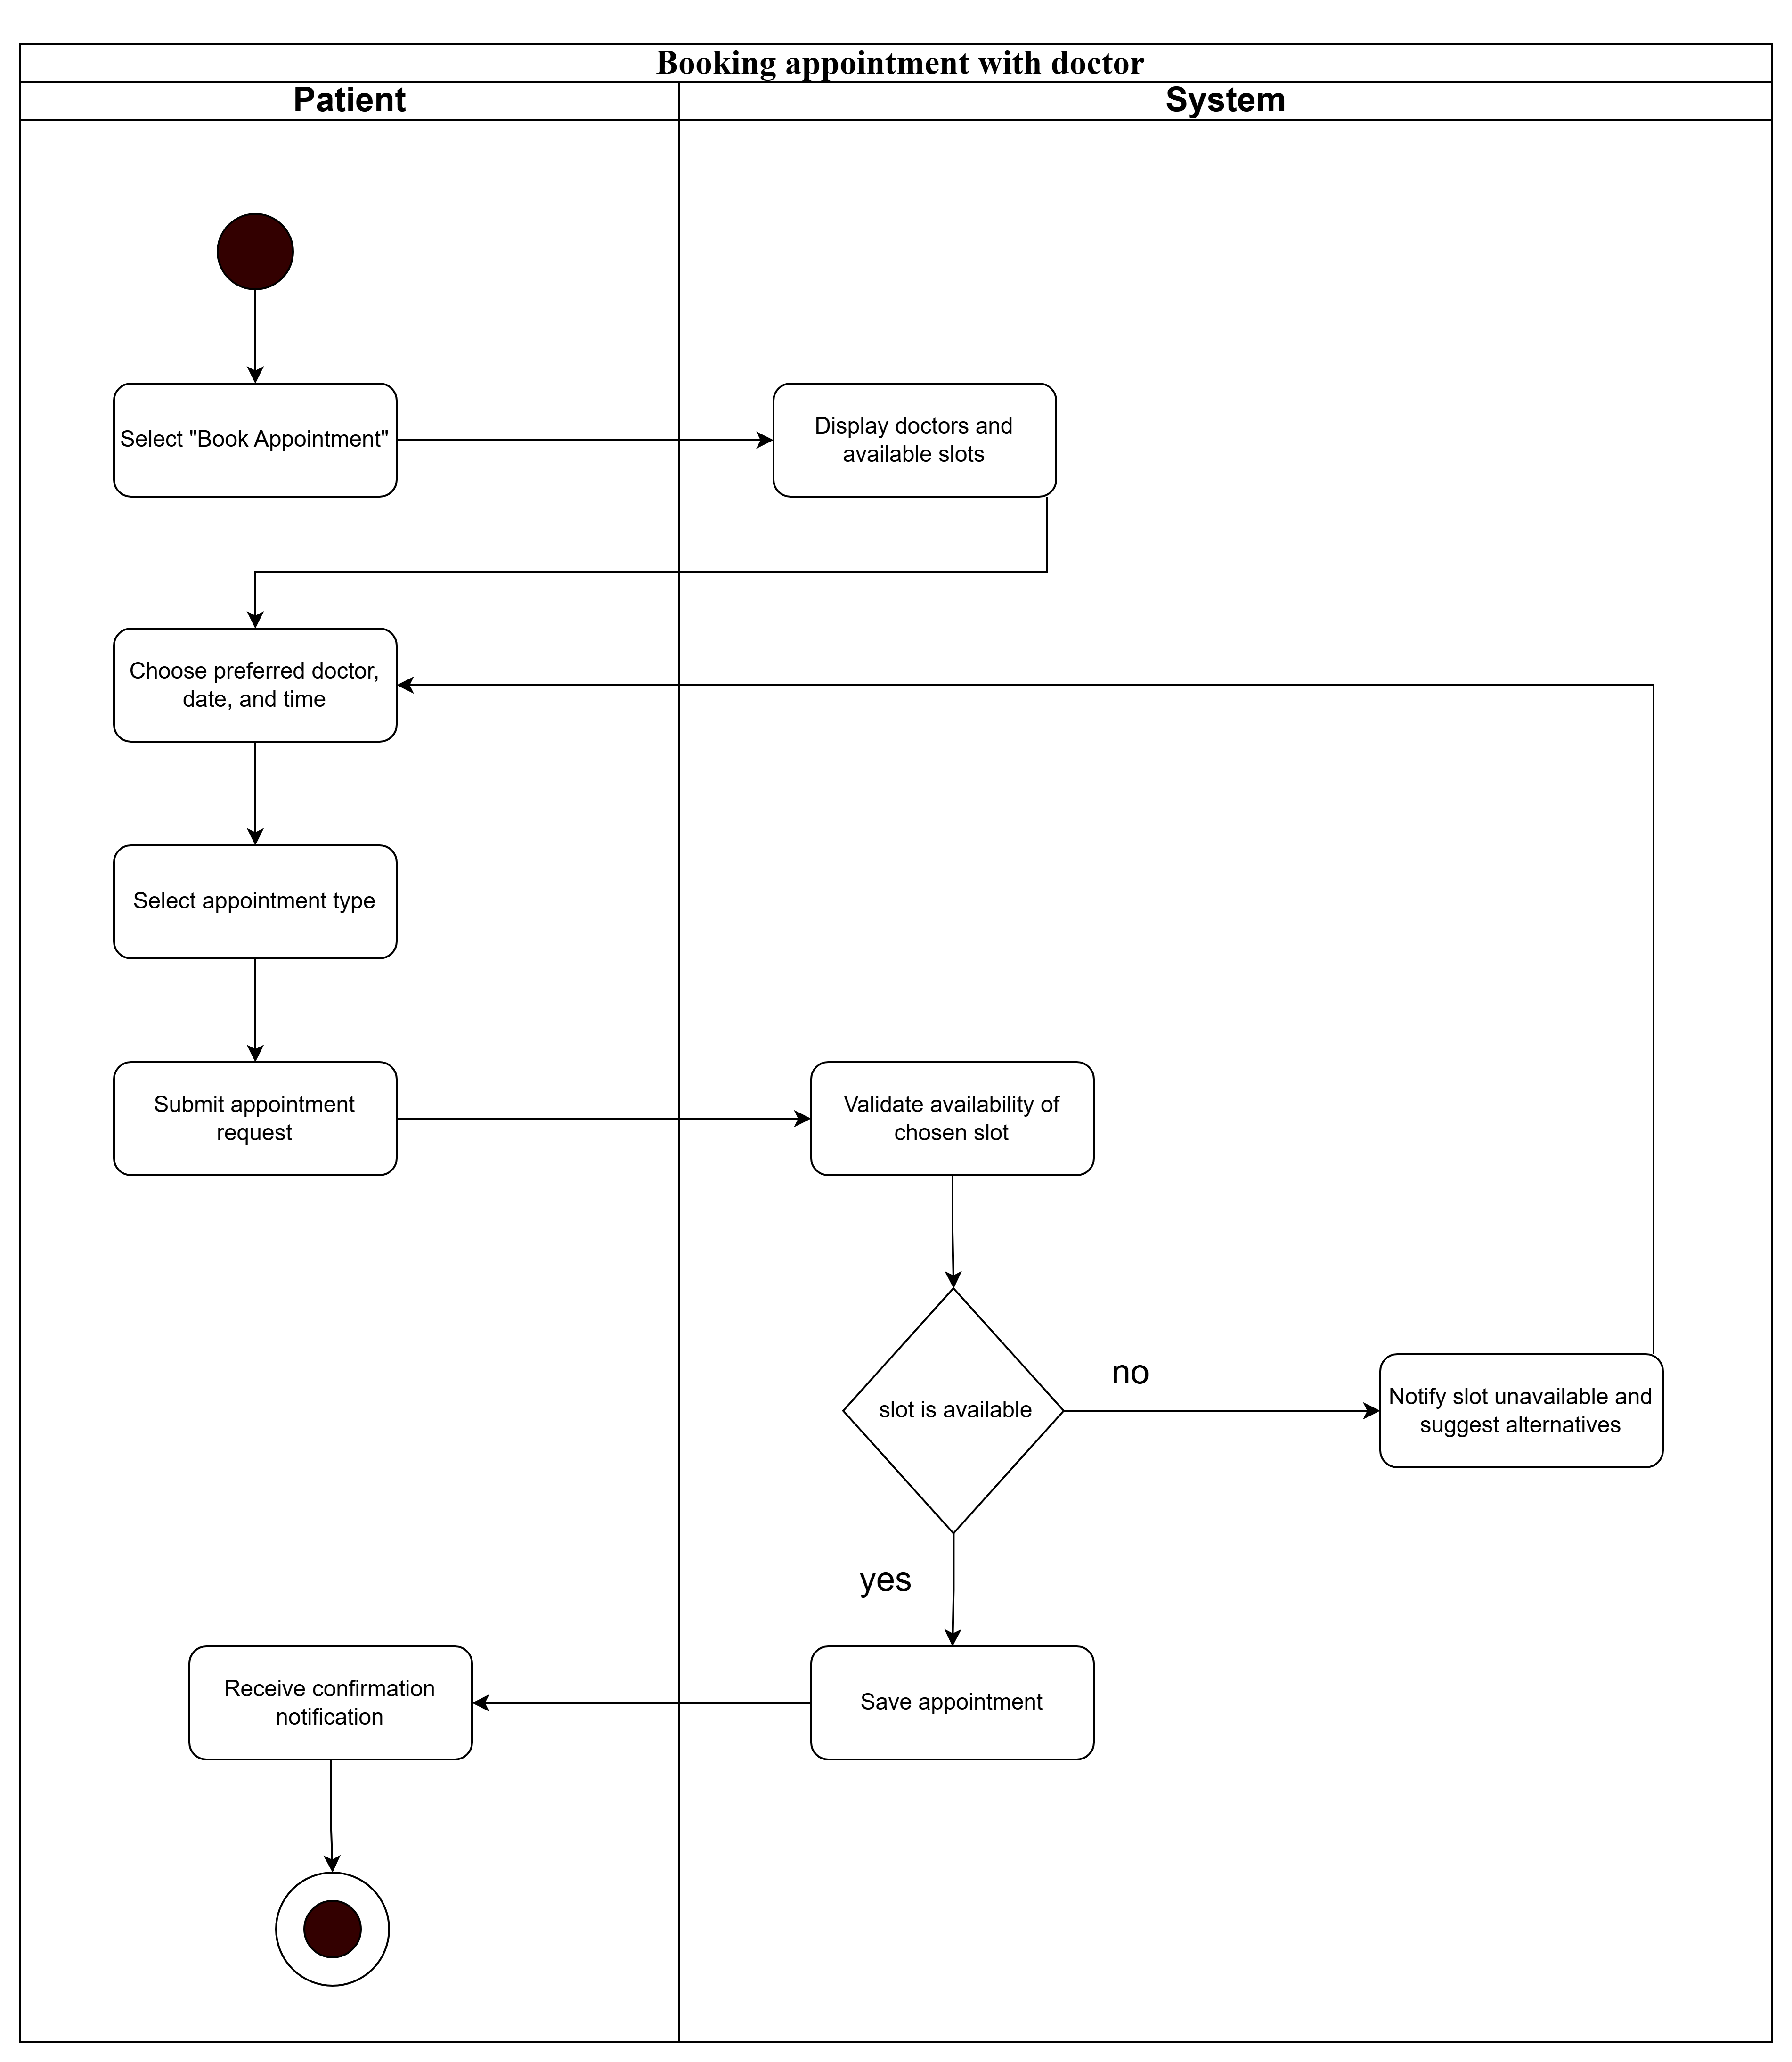 Booking appointment with doctor
Patient
System
Select "Book Appointment"
Display doctors and
available slots
Choose preferred doctor,
date, and time
Select appointment type
Submit appointment
request
Validate availability of
chosen slot
slot is available
no
Notify slot unavailable and
suggest alternatives
yes
Receive confirmation
notification
Save appointment